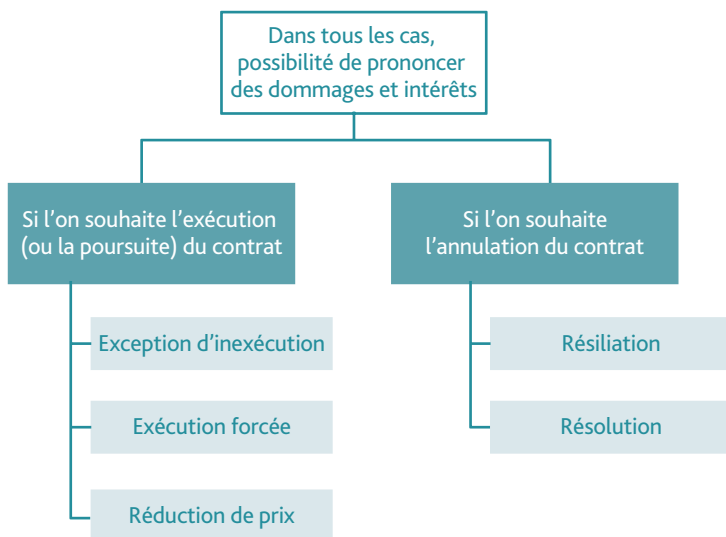 Dans tous les cas,
possibilité de prononcer
des dommages et intérêts
Si l'on souhaite l'exécution
(ou la poursuite) du contrat
Si l'on souhaite
l'annulation du contrat
Exception d'inexécution
Exécution forcée
Réduction de prix
Résiliation
Résolution